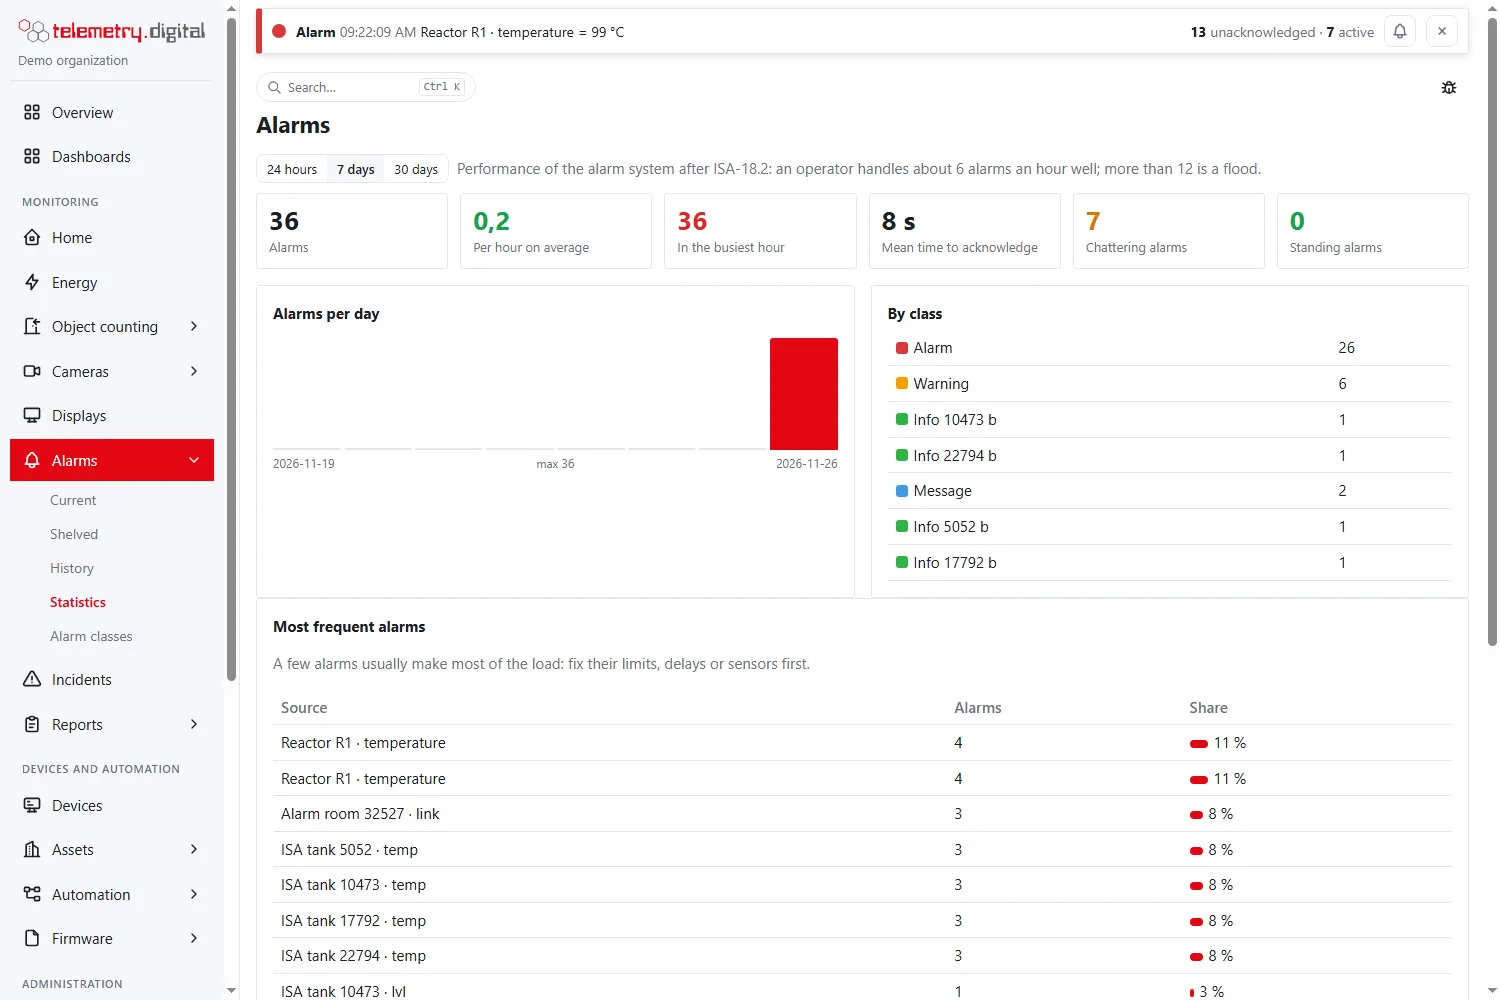 telemetry.digital
Demo organization
Overview
Dashboards
MONITORING
Home
Energy
Object counting
Cameras
Displays
Alarms
Current
Shelved
History
Statistics
Alarm classes
Incidents
Reports
DEVICES AND AUTOMATION
Devices
Assets
Automation
Firmware
ADMINISTRATION
Alarm 09:22:09 AM Reactor R1 · temperature = 99 °C
13 unacknowledged · 7 active
Search...
Ctrl K
Alarms
24 hours 7 days 30 days Performance of the alarm system after ISA-18.2: an operator handles about 6 alarms an hour well; more than 12 is a flood.
36
Alarms
0,2
Per hour on average
36
In the busiest hour
8 s
Mean time to acknowledge
7
Chattering alarms
0
Standing alarms
Alarms per day
2026-11-19 max 36 2026-11-26
By class
Alarm 26
Warning 6
Info 10473 b 1
Info 22794 b 1
Message 2
Info 5052 b 1
Info 17792 b 1
Most frequent alarms
A few alarms usually make most of the load: fix their limits, delays or sensors first.
Source Alarms Share
Reactor R1 · temperature 4 11 %
Reactor R1 · temperature 4 11 %
Alarm room 32527 · link 3 8 %
ISA tank 5052 · temp 3 8 %
ISA tank 10473 · temp 3 8 %
ISA tank 17792 · temp 3 8 %
ISA tank 22794 · temp 3 8 %
ISA tank 10473 · lvl 1 3 %